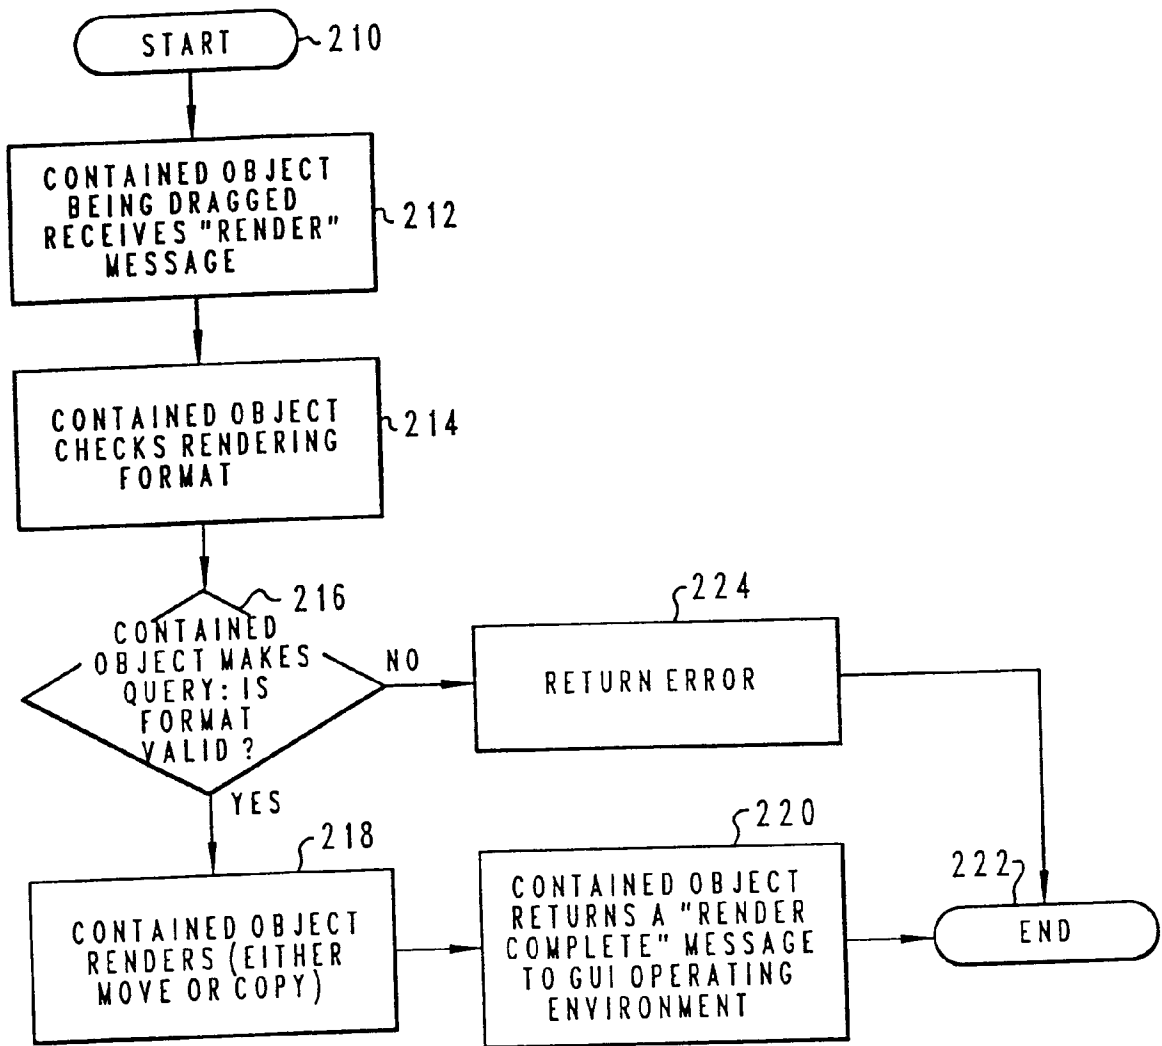 START
210
CONTAINED OBJECT
BEING DRAGGED
RECEIVES "RENDER"
MESSAGE
212
CONTAINED OBJECT
CHECKS RENDERING
FORMAT
214
216
CONTAINED
OBJECT MAKES
QUERY: IS
FORMAT
VALID ?
NO
YES
224
RETURN ERROR
218
CONTAINED OBJECT
RENDERS (EITHER
MOVE OR COPY)
220
CONTAINED OBJECT
RETURNS A "RENDER
COMPLETE" MESSAGE
TO GUI OPERATING
ENVIRONMENT
222
END